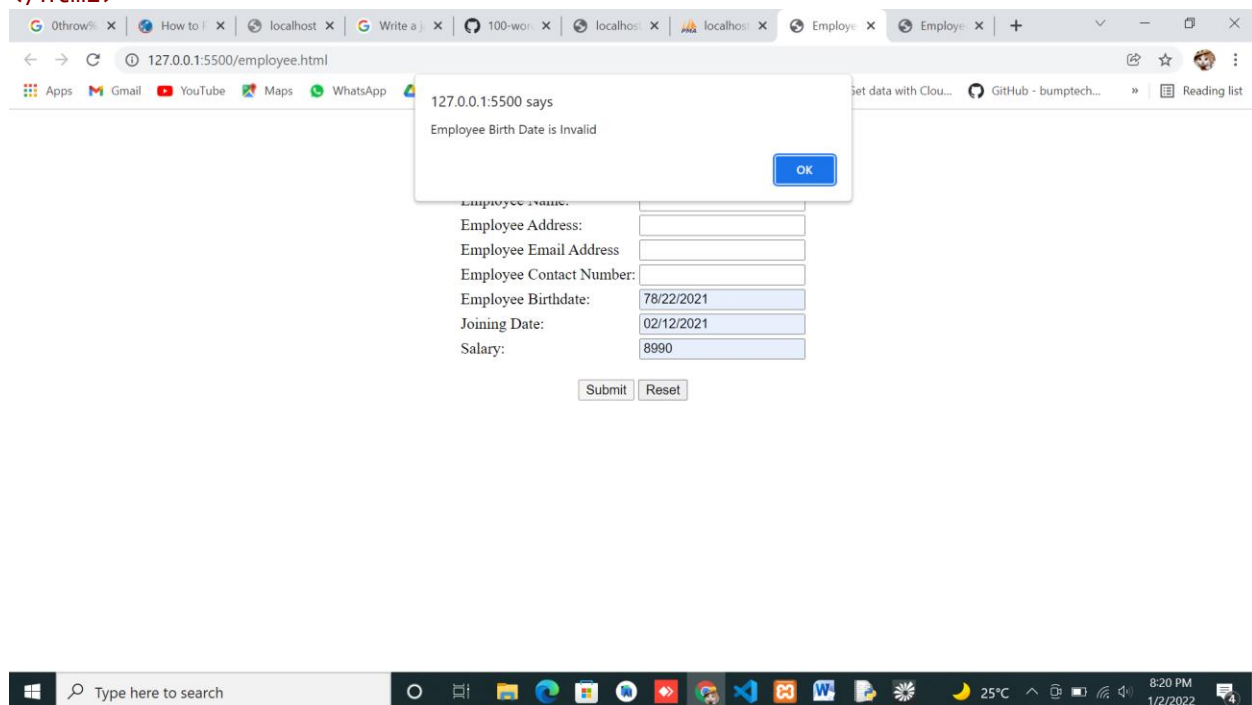 </html>
0throw% How to localhost Write a j 100-wor localhost localhost Employe Employe
127.0.0.1:5500/employee.html
Apps Gmail YouTube Maps WhatsApp Get data with Clou... GitHub - bumptech... » Reading list
127.0.0.1:5500 says
Employee Birth Date is Invalid
OK
Employee Name:
Employee Address:
Employee Email Address
Employee Contact Number:
Employee Birthdate: 78/22/2021
Joining Date: 02/12/2021
Salary: 8990
Submit Reset
Type here to search 25°C 8:20 PM
1/2/2022 4